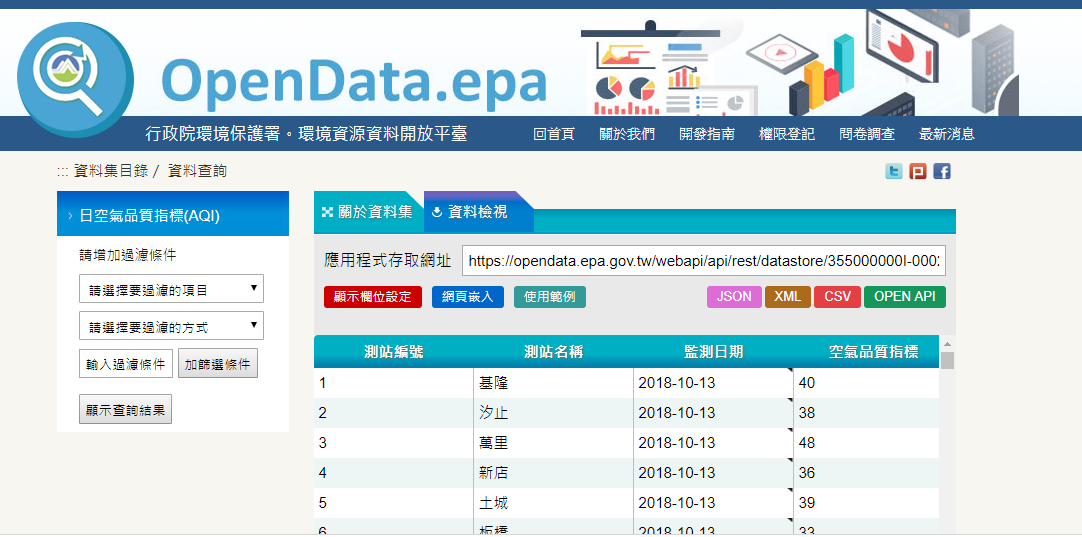 OpenData.epa
行政院環境保護署。環境資源資料開放平臺
回首頁 關於我們 開發指南 權限登記 問卷調查 最新消息
::: 資料集目錄 / 資料查詢
日空氣品質指標(AQI)
請增加過濾條件
請選擇要過濾的項目
請選擇要過濾的方式
輸入過濾條件 加篩選條件
顯示查詢結果
關於資料集 資料檢視
應用程式存取網址 https://opendata.epa.gov.tw/webapi/api/rest/datastore/355000000I-000
顯示欄位設定 網頁嵌入 使用範例 JSON XML CSV OPEN API
測站編號 測站名稱 監測日期 空氣品質指標
1 基隆 2018-10-13 40
2 汐止 2018-10-13 38
3 萬里 2018-10-13 48
4 新店 2018-10-13 36
5 土城 2018-10-13 39
6 板橋 2018-10-13 33